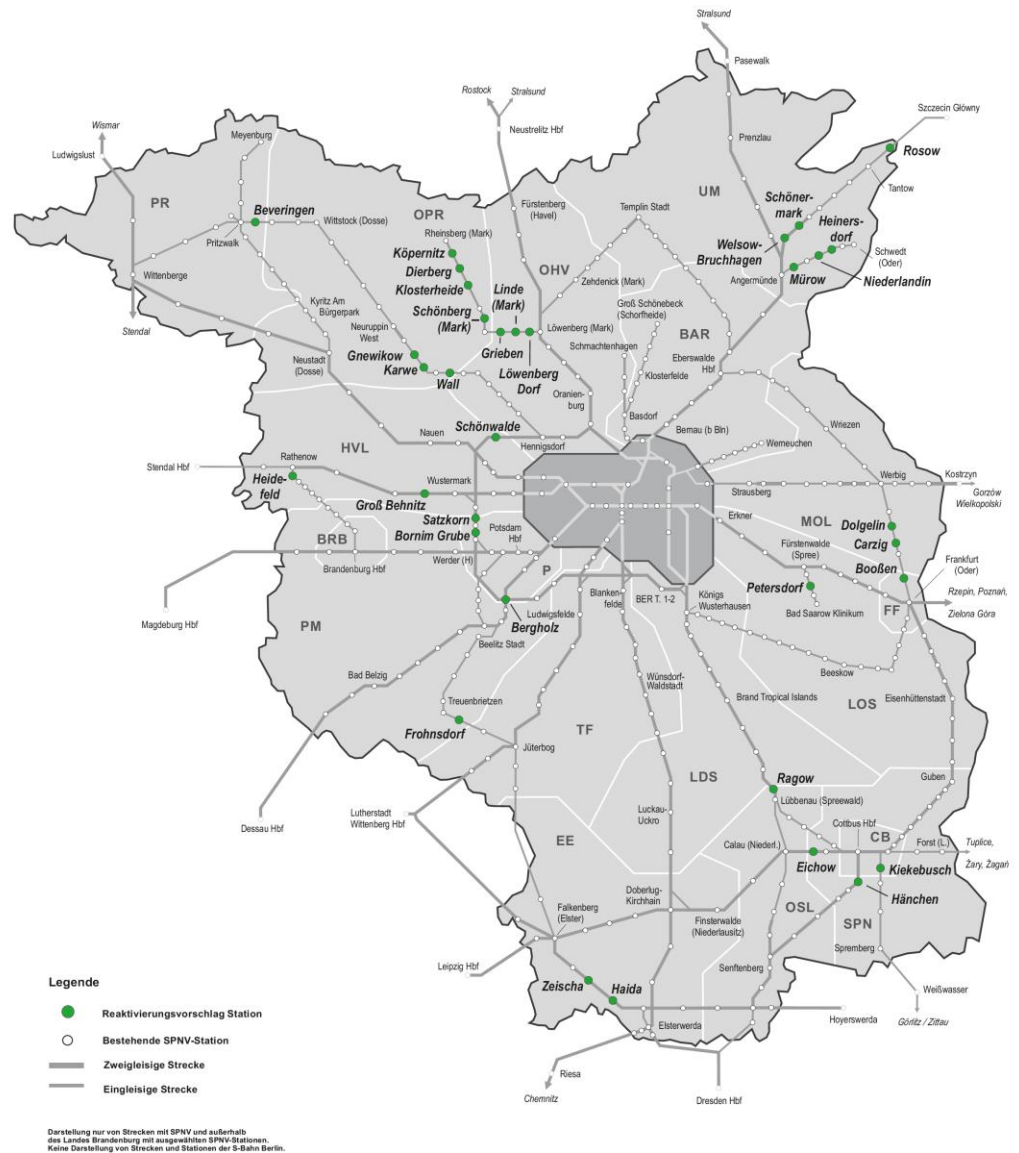 Stralsund
Pasewalk
Rostock
Stralsund
Neustrelitz Hbf
Szczecin Główny
Wismar
Ludwigslust
Meyenburg
Prenzlau
Rosow
Tantow
PR
UM
Beveringen
OPR
Wittstock (Dosse)
Pritzwalk
Rheinsberg (Mark)
Fürstenberg
(Havel)
Templin Stadt
Schöner-
mark
Heiners-
dorf
Köpernitz
Dierberg
Klosterheide
OHV
Welsow-
Bruchhagen
Schwedt
(Oder)
Wittenberge
Zehdenick (Mark)
Angermünde
Mürow
Niederlandin
Linde
(Mark)
Schönberg
(Mark)
Groß Schönebeck
(Schorfheide)
Kyritz Am
Bürgerpark
Stendal
Neuruppin
West
Löwenberg (Mark)
BAR
Schmachtenhagen
Gnewikow
Karwe
Grieben
Neustadt
(Dosse)
Eberswalde
Hbf
Wall
Löwenberg
Dorf
Klosterfelde
Oranien-
burg
Basdorf
Schönwalde
Nauen
Hennigsdorf
Bernau (b Bln)
Wriezen
HVL
Werneuchen
Stendal Hbf
Rathenow
Heide-
feld
Wustermark
Strausberg
Werbig
Kostrzyn
Gorzów
Wielkopolski
Groß Behnitz
Satzkorn
Bornim Grube
Erkner
MOL
Dolgelin
Carzig
Booßen
BRB
Potsdam
Hbf
Fürstenwalde
(Spree)
Frankfurt
(Oder)
Brandenburg Hbf
Werder (H)
P
Petersdorf
Rzepin, Poznań,
Zielona Góra
Magdeburg Hbf
Ludwigsfelde
Blanken-
felde
BER T. 1-2
Königs
Wusterhausen
Bad Saarow Klinikum
FF
PM
Bergholz
Beelitz Stadt
Bad Belzig
Beeskow
Wünsdorf-
Waldstadt
Brand Tropical Islands
LOS
Eisenhüttenstadt
Treuenbrietzen
Frohnsdorf
TF
Jüterbog
LDS
Ragow
Guben
Lübbenau (Spreewald)
Lutherstadt
Wittenberg Hbf
Luckau-
Uckro
Dessau Hbf
Cottbus Hbf
CB
EE
Calau (Niederl.)
Forst (L.)
Tuplice,
Żary, Żagań
Eichow
Kiekebusch
Hänchen
Doberlug-
Kirchhain
Falkenberg
(Elster)
Finsterwalde
(Niederlausitz)
OSL
SPN
Spremberg
Leipzig Hbf
Senftenberg
Zeischa
Haida
Weißwasser
Hoyerswerda
Görlitz / Zittau
Elsterwerda
Riesa
Chemnitz
Dresden Hbf
Legende
Reaktivierungsvorschlag Station
Bestehende SPNV-Station
Zweigleisige Strecke
Eingleisige Strecke
Darstellung nur von Strecken mit SPNV und außerhalb
des Landes Brandenburg mit ausgewählten SPNV-Stationen.
Keine Darstellung von Strecken und Stationen der S-Bahn Berlin.